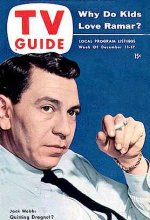 TV
GUIDE
Why Do Kids
Love Ramar?
LOCAL PROGRAM LISTINGS
Week Of December 11-17
15¢
Jack Webb:
Quitting Dragnet?